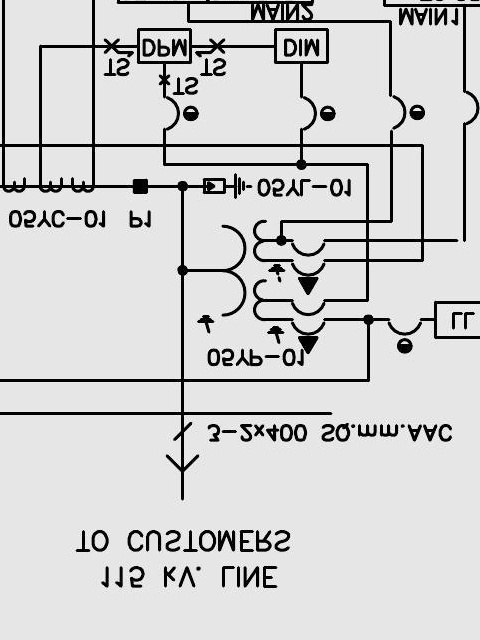 MAIN2
MAIN1
DPM
DIM
TS
TS
TS
05YL-01
05YC-01 P1
05YP-01
LL
3-2x400 SQ.mm.AAC
TO CUSTOMERS
115 kV. LINE